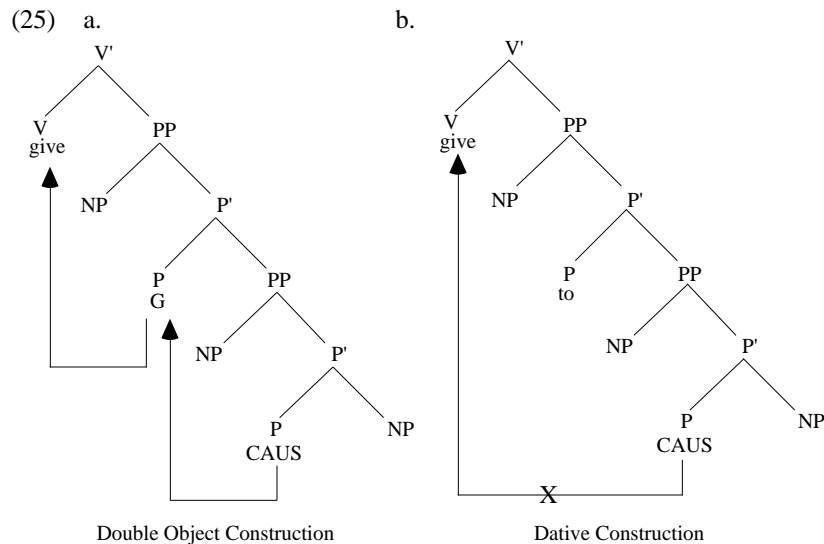 (25) a. b.
V' V'
V PP V PP
give give
NP P' NP P'
P PP P PP
G to
NP P' NP P'
P NP P NP
CAUS CAUS
X
Double Object Construction Dative Construction